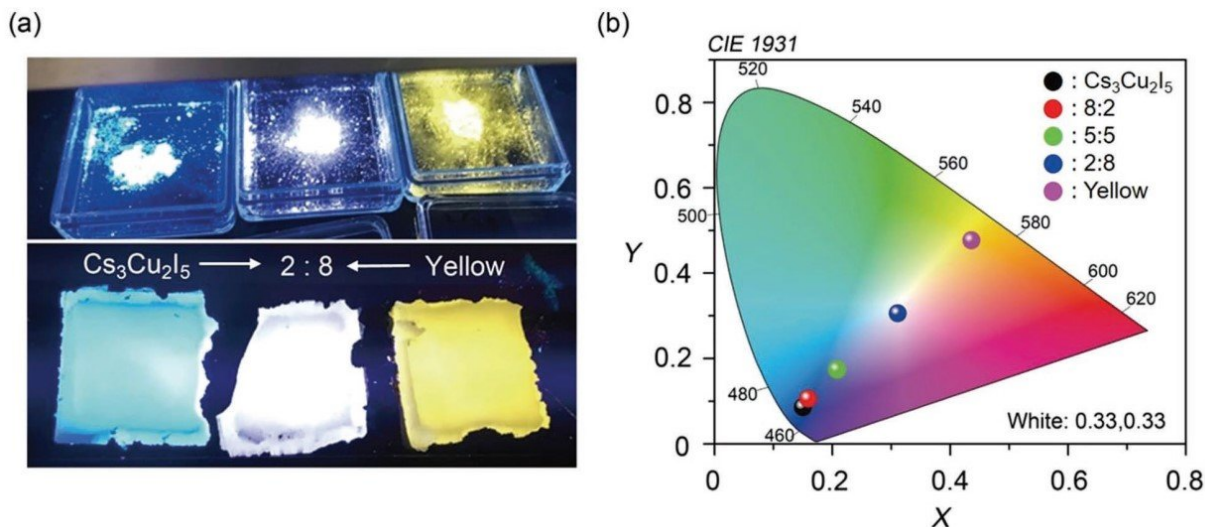 (a)
Cs₃Cu₂I₅ → 2 : 8 ← Yellow
(b)
CIE 1931
520
540
560
580
600
620
500
480
460
: Cs₃Cu₂I₅
: 8:2
: 5:5
: 2:8
: Yellow
White: 0.33,0.33
Y
0.8
0.6
0.4
0.2
0
0
0.2
0.4
0.6
0.8
X